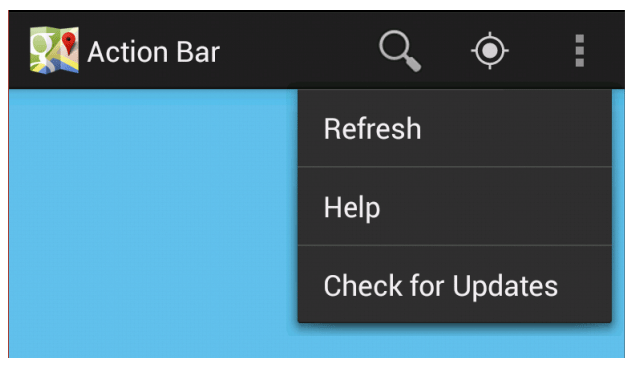 Action Bar
Refresh
Help
Check for Updates